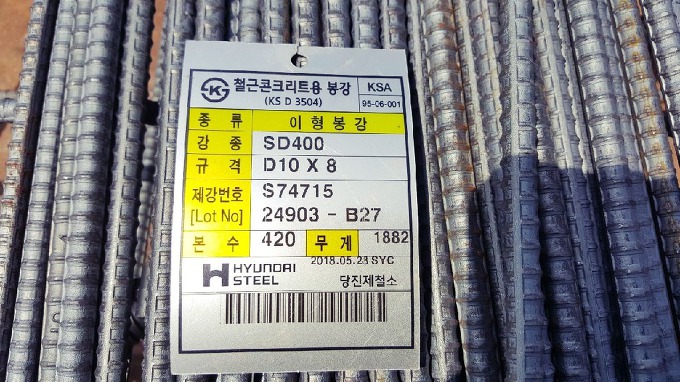 철근콘크리트용 봉강
(KS D 3504)
KSA
95-06-001
종 류 이 형 봉 강
강 종 SD400
규 격 D10 X 8
제강번호 S74715
[Lot No] 24903 - B27
본 수 420 무 게 1882
2018.05.23 SYC
HYUNDAI
STEEL
당진제철소